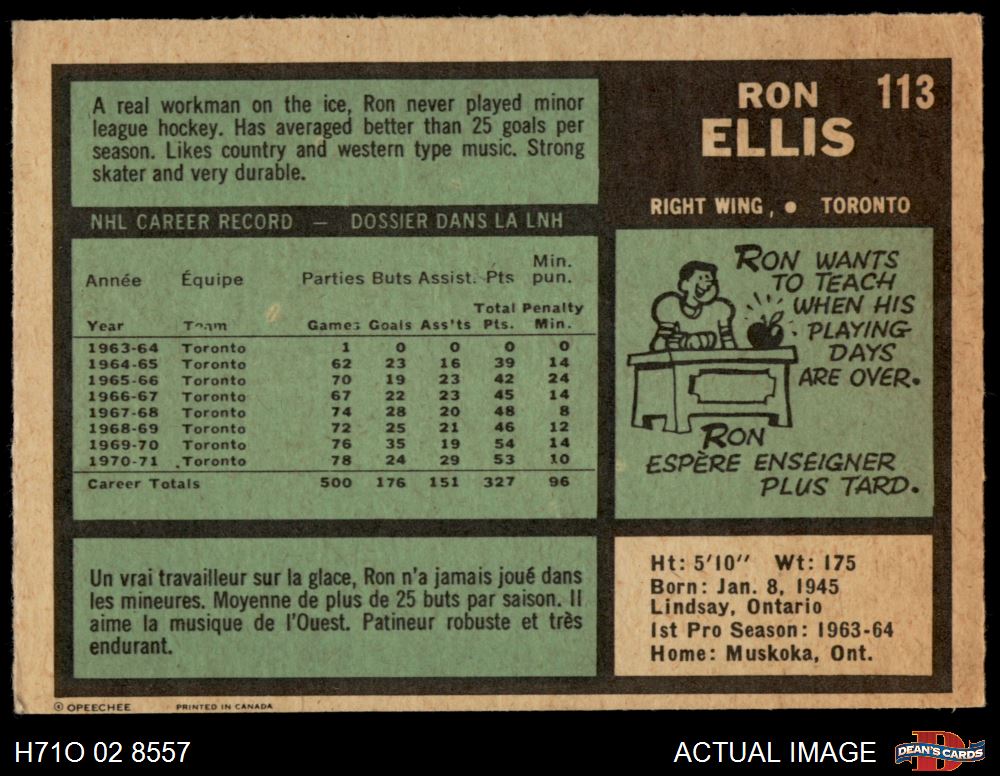 A real workman on the ice, Ron never played minor
league hockey. Has averaged better than 25 goals per
season. Likes country and western type music. Strong
skater and very durable.
RON 113
ELLIS
RIGHT WING, • TORONTO
NHL CAREER RECORD — DOSSIER DANS LA LNH
Année Équipe Parties Buts Assist. Pts Min. pun.
Year Team Games Goals Ass'ts Total Pts. Penalty Min.
1963-64 Toronto 1 0 0 0 0
1964-65 Toronto 62 23 16 39 14
1965-66 Toronto 70 19 23 42 24
1966-67 Toronto 67 22 23 45 14
1967-68 Toronto 74 28 20 48 8
1968-69 Toronto 72 25 21 46 12
1969-70 Toronto 76 35 19 54 14
1970-71 Toronto 78 24 29 53 10
Career Totals 500 176 151 327 96
RON WANTS
TO TEACH
WHEN HIS
PLAYING
DAYS
ARE OVER.
RON
ESPÈRE ENSEIGNER
PLUS TARD.
Un vrai travailleur sur la glace, Ron n'a jamais joué dans
les mineures. Moyenne de plus de 25 buts par saison. Il
aime la musique de l'Ouest. Patineur robuste et très
endurant.
Ht: 5'10'' Wt: 175
Born: Jan. 8, 1945
Lindsay, Ontario
1st Pro Season: 1963-64
Home: Muskoka, Ont.
© OPEECHEE PRINTED IN CANADA
H71O 02 8557
ACTUAL IMAGE
D
DEAN'S CARDS